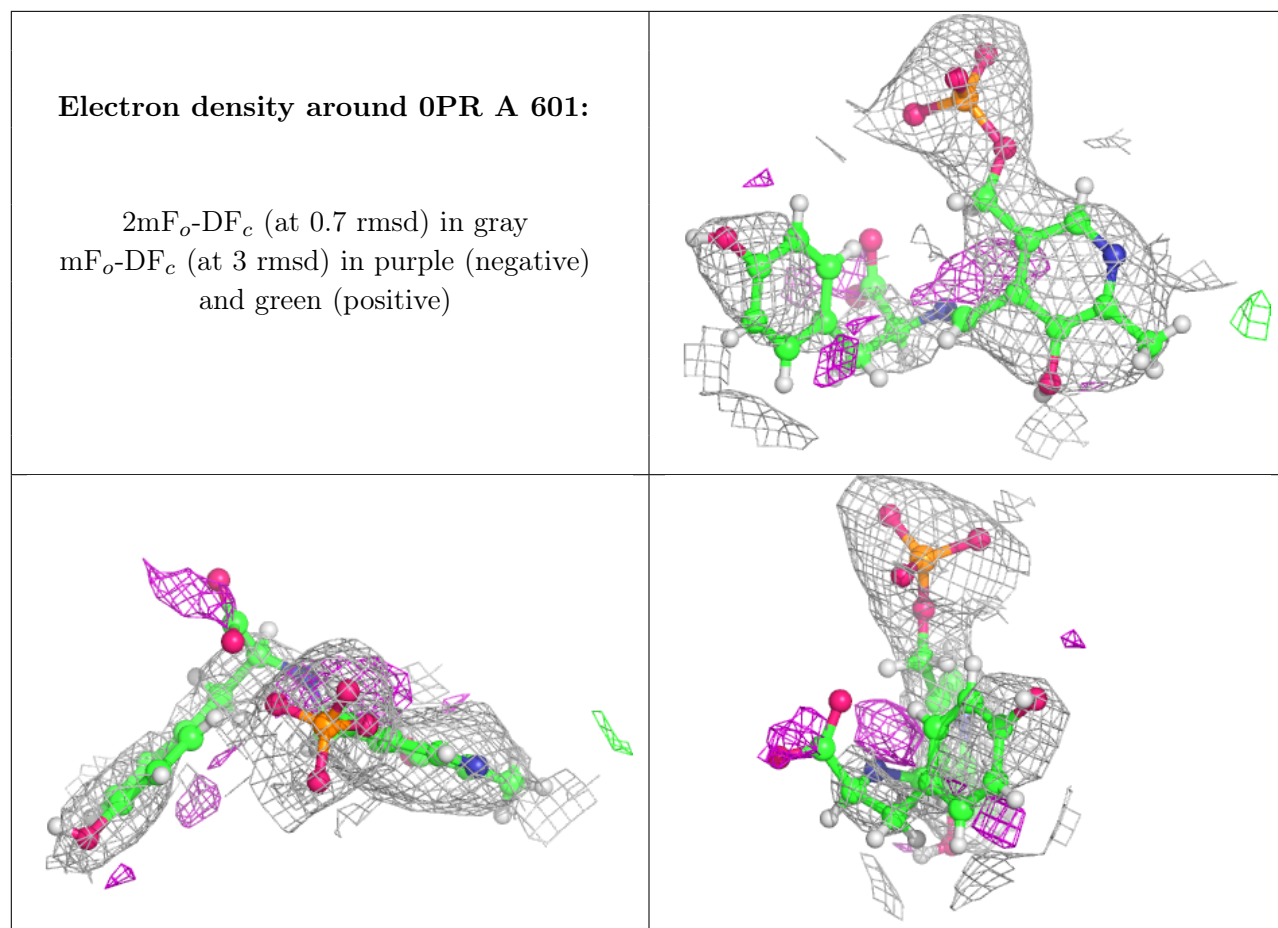 Electron density around 0PR A 601:
2mFo-DFc (at 0.7 rmsd) in gray
mFo-DFc (at 3 rmsd) in purple (negative)
and green (positive)